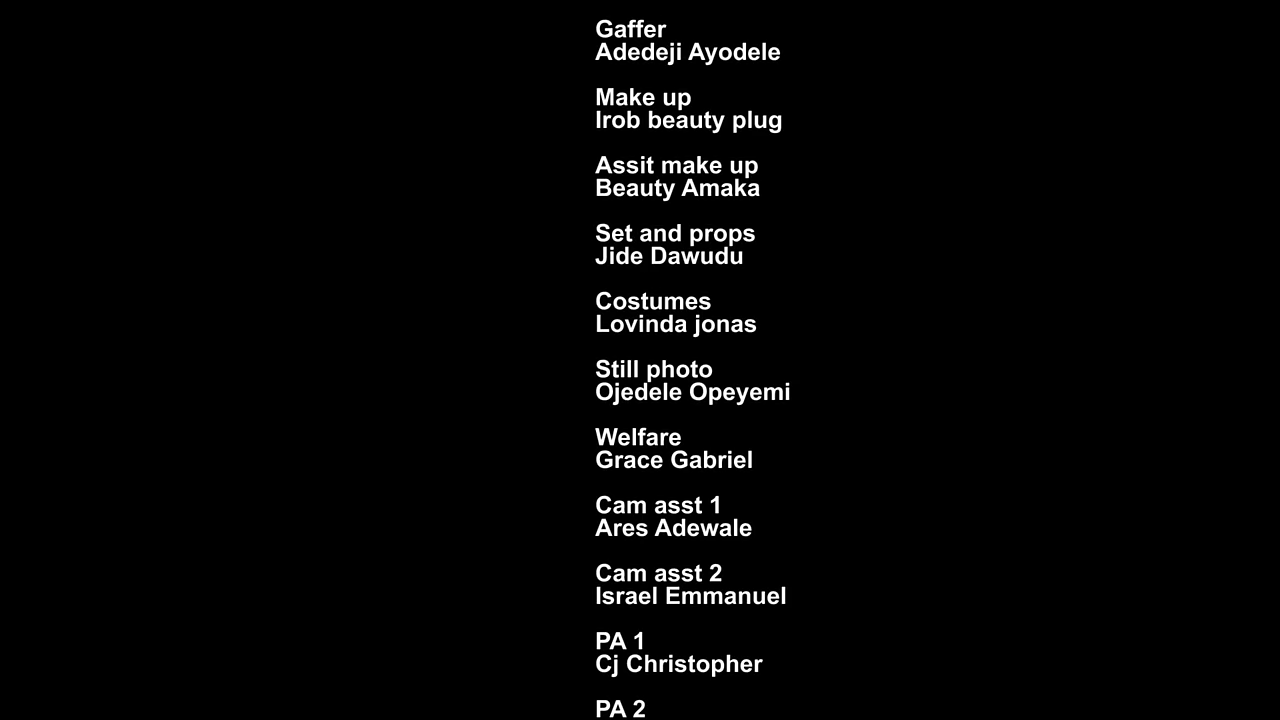 Gaffer
Adedeji Ayodele
Make up
Irob beauty plug
Assit make up
Beauty Amaka
Set and props
Jide Dawudu
Costumes
Lovinda jonas
Still photo
Ojedele Opeyemi
Welfare
Grace Gabriel
Cam asst 1
Ares Adewale
Cam asst 2
Israel Emmanuel
PA 1
Cj Christopher
PA 2